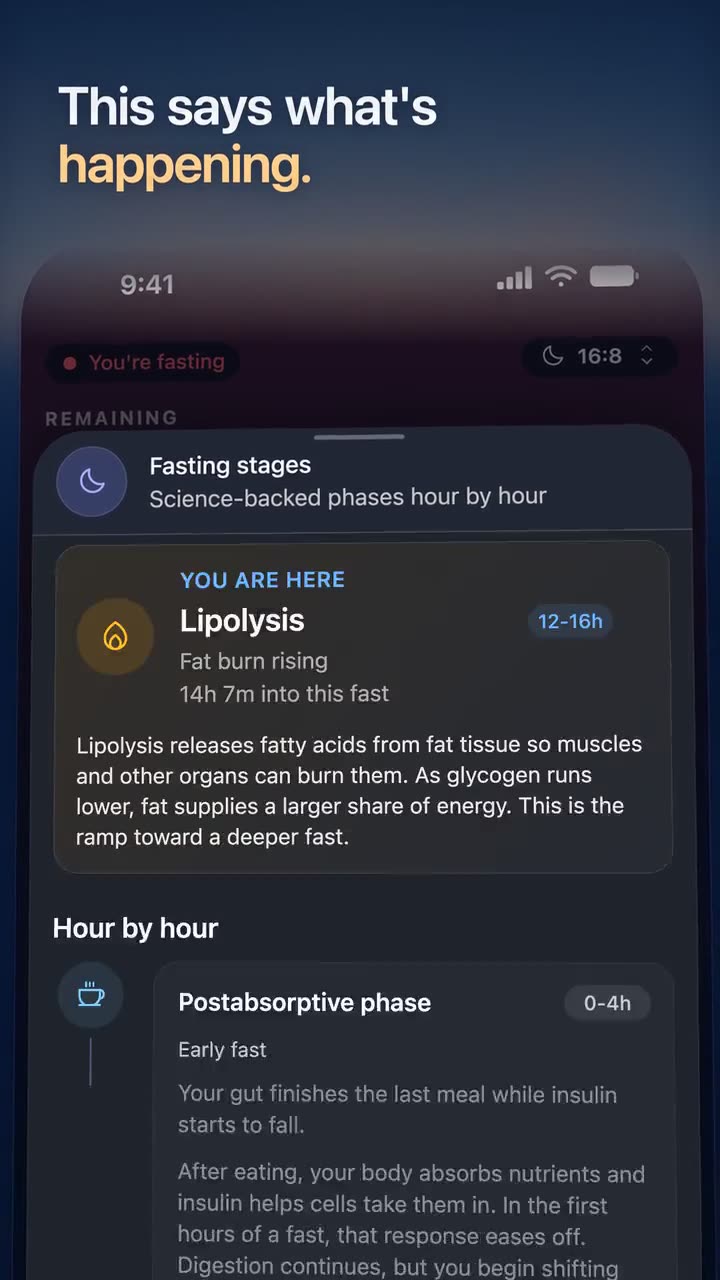 This says what's
happening.
9:41
You're fasting
16:8
REMAINING
Fasting stages
Science-backed phases hour by hour
YOU ARE HERE
Lipolysis
12-16h
Fat burn rising
14h 7m into this fast
Lipolysis releases fatty acids from fat tissue so muscles
and other organs can burn them. As glycogen runs
lower, fat supplies a larger share of energy. This is the
ramp toward a deeper fast.
Hour by hour
Postabsorptive phase
0-4h
Early fast
Your gut finishes the last meal while insulin
starts to fall.
After eating, your body absorbs nutrients and
insulin helps cells take them in. In the first
hours of a fast, that response eases off.
Digestion continues, but you begin shifting